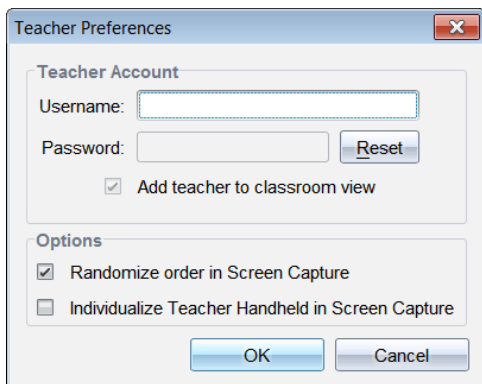 Teacher Preferences
Teacher Account
Username:
Password:
Reset
Add teacher to classroom view
Options
Randomize order in Screen Capture
Individualize Teacher Handheld in Screen Capture
OK
Cancel